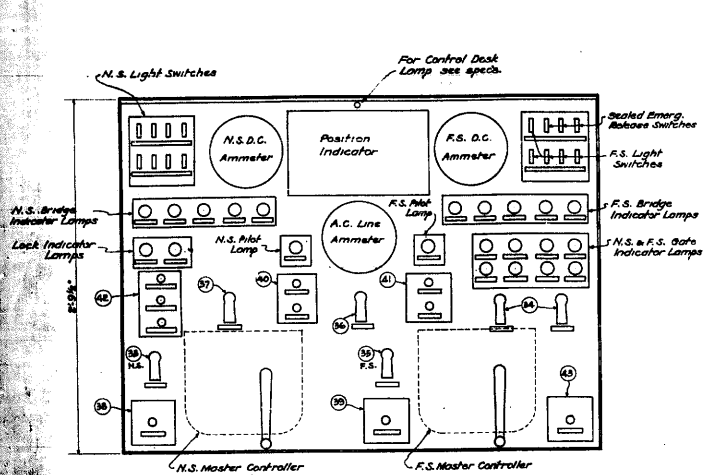 For Control Desk
Lamp see spec's.
N.S. Light Switches
Sealed Emerg.
Release Switches
N.S.D.C.
Ammeter
Position
Indicator
F.S. D.C.
Ammeter
F.S. Light
Switches
N.S. Bridge
Indicator Lamps
F.S. Pilot
Lamp
F.S. Bridge
Indicator Lamps
A.C. Line
Ammeter
Lock Indicator
Lamps
N.S. Pilot
Lamp
N.S. & F.S. Gate
Indicator Lamps
42
37
40
41
34
36
N.S.
35
F.S.
38
39
43
N.S. Master Controller
F.S. Master Controller